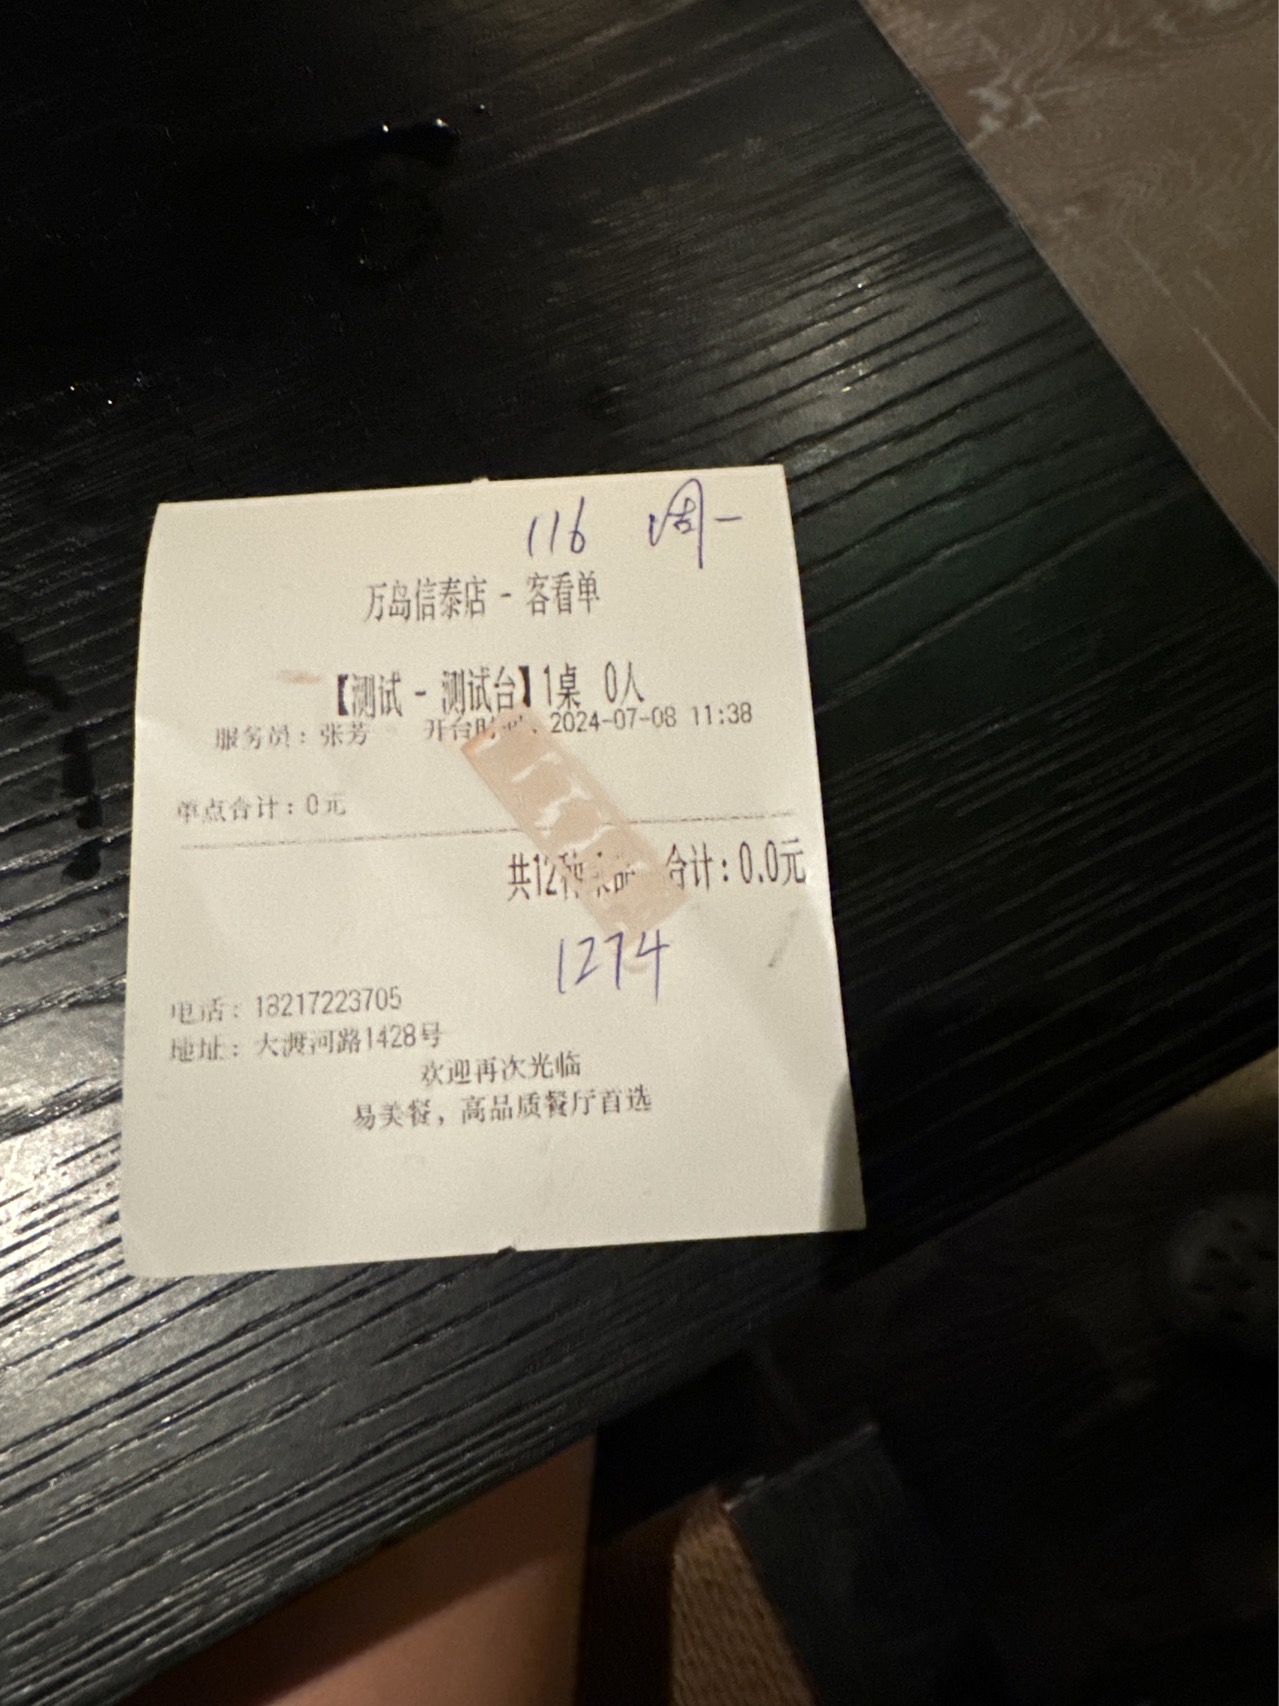 116 周一
万岛信泰店 - 客看单
【测试 - 测试台】1桌 0人
服务员：张芳 开台时间：2024-07-08 11:38
单点合计：0元
共12种 合计：0.0元
1274
电话：18217223705
地址：大渡河路1428号
欢迎再次光临
易美餐，高品质餐厅首选